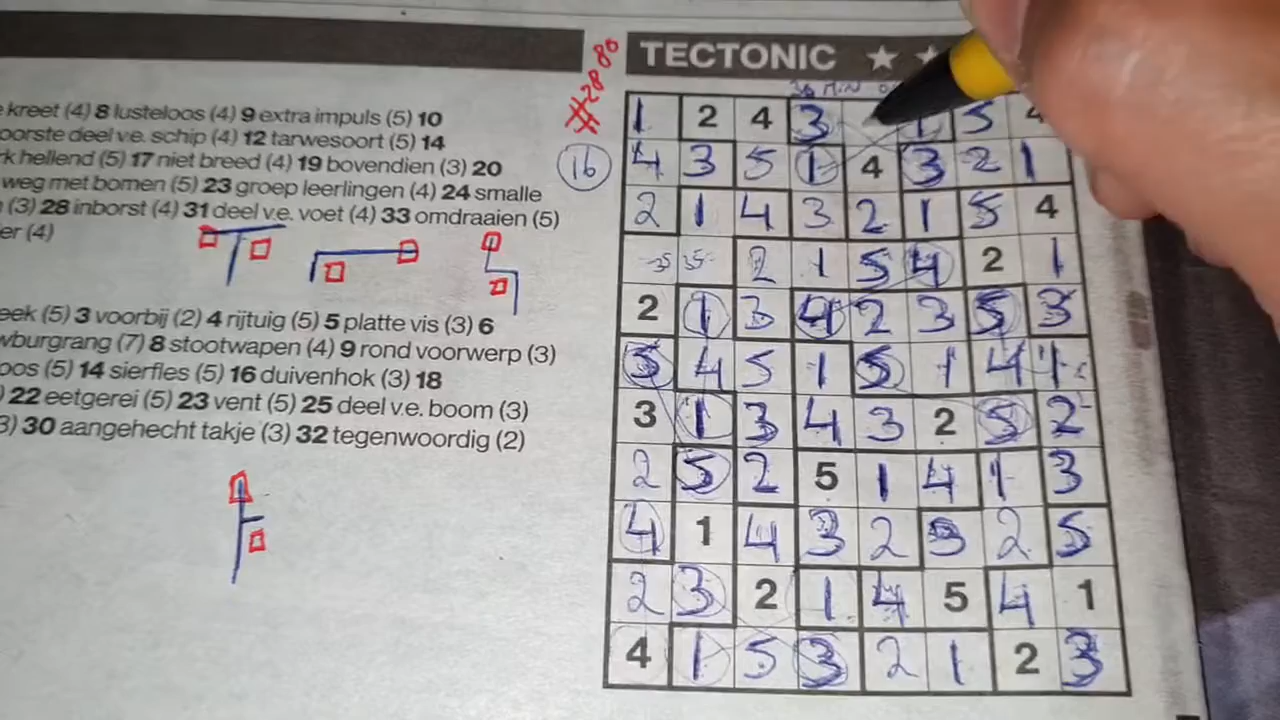 TECTONIC
#2880
kreet (4) 8 lusteloos (4) 9 extra impuls (5) 10
oorste deel v.e. schip (4) 12 tarwesoort (5) 14
rk hellend (5) 17 niet breed (4) 19 bovendien (3) 20
weg met bomen (5) 23 groep leerlingen (4) 24 smalle
(3) 28 inborst (4) 31 deel v.e. voet (4) 33 omdraaien (5)
er (4)
eek (5) 3 voorbij (2) 4 rijtuig (5) 5 platte vis (3) 6
wburgrang (7) 8 stootwapen (4) 9 rond voorwerp (3)
oos (5) 14 sierfles (5) 16 duivenhok (3) 18
22 eetgerei (5) 23 vent (5) 25 deel v.e. boom (3)
3) 30 aangehecht takje (3) 32 tegenwoordig (2)
16
1 2 4 3 1 5 4
4 3 5 1 4 3 2 1
2 1 4 3 2 1 5 4
35 35 2 1 5 4 2 1
2 1 3 4 2 3 5 3
5 4 5 1 5 1 4 4
3 1 3 4 3 2 5 2
2 5 2 5 1 4 1 3
4 1 4 3 2 3 2 5
2 3 2 1 4 5 4 1
4 1 5 3 2 1 2 3